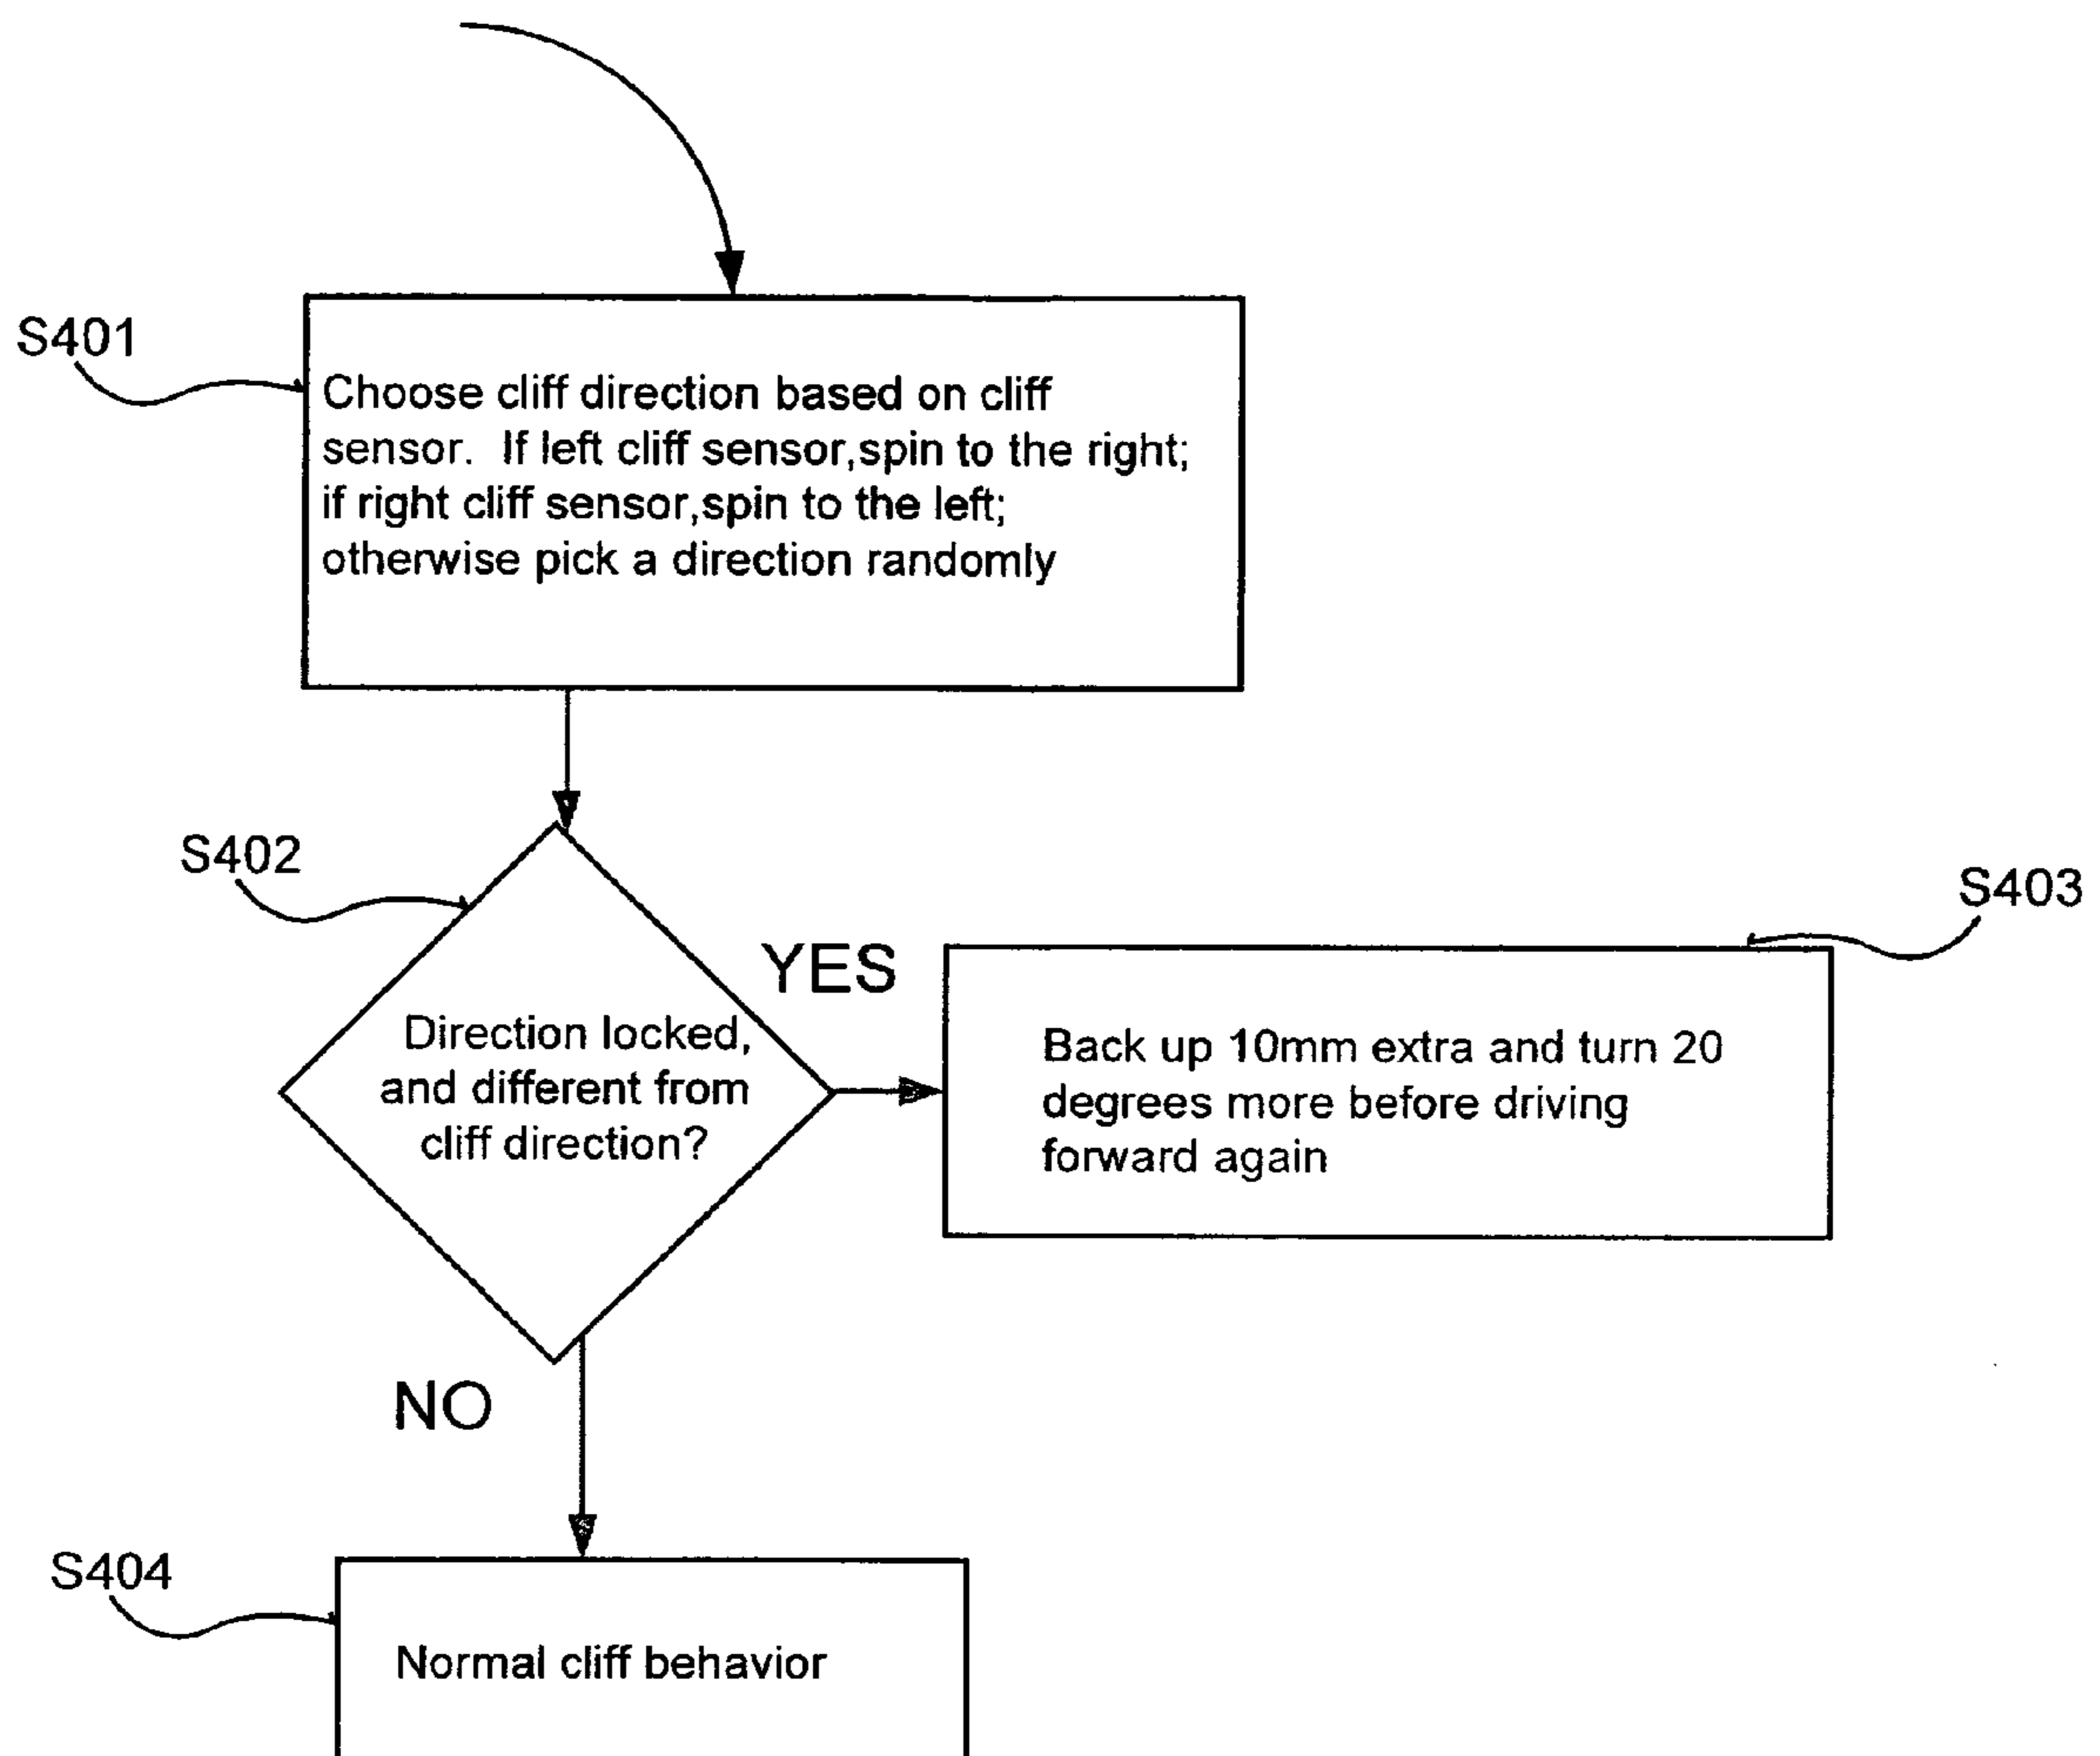 S401
Choose cliff direction based on cliff
sensor. If left cliff sensor,spin to the right;
if right cliff sensor,spin to the left;
otherwise pick a direction randomly
S402
S403
YES
Direction locked,
and different from
cliff direction?
Back up 10mm extra and turn 20
degrees more before driving
forward again
NO
S404
Normal cliff behavior